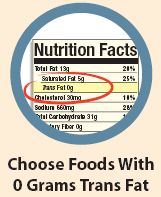 Nutrition Facts
Total Fat 13g 20%
Saturated Fat 5g 25%
Trans Fat 0g
Cholesterol 30mg 10%
Sodium 660mg 28%
Total Carbohydrate 31g 10%
Dietary Fiber 0g
Choose Foods With
0 Grams Trans Fat